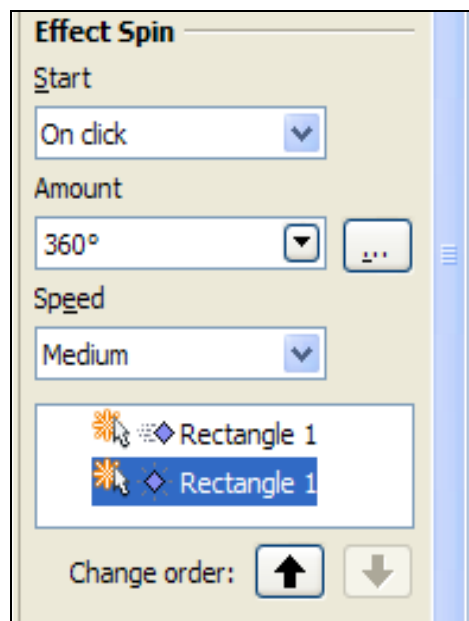 Effect Spin
Start
On click
Amount
360°
...
Speed
Medium
Rectangle 1
Rectangle 1
Change order: